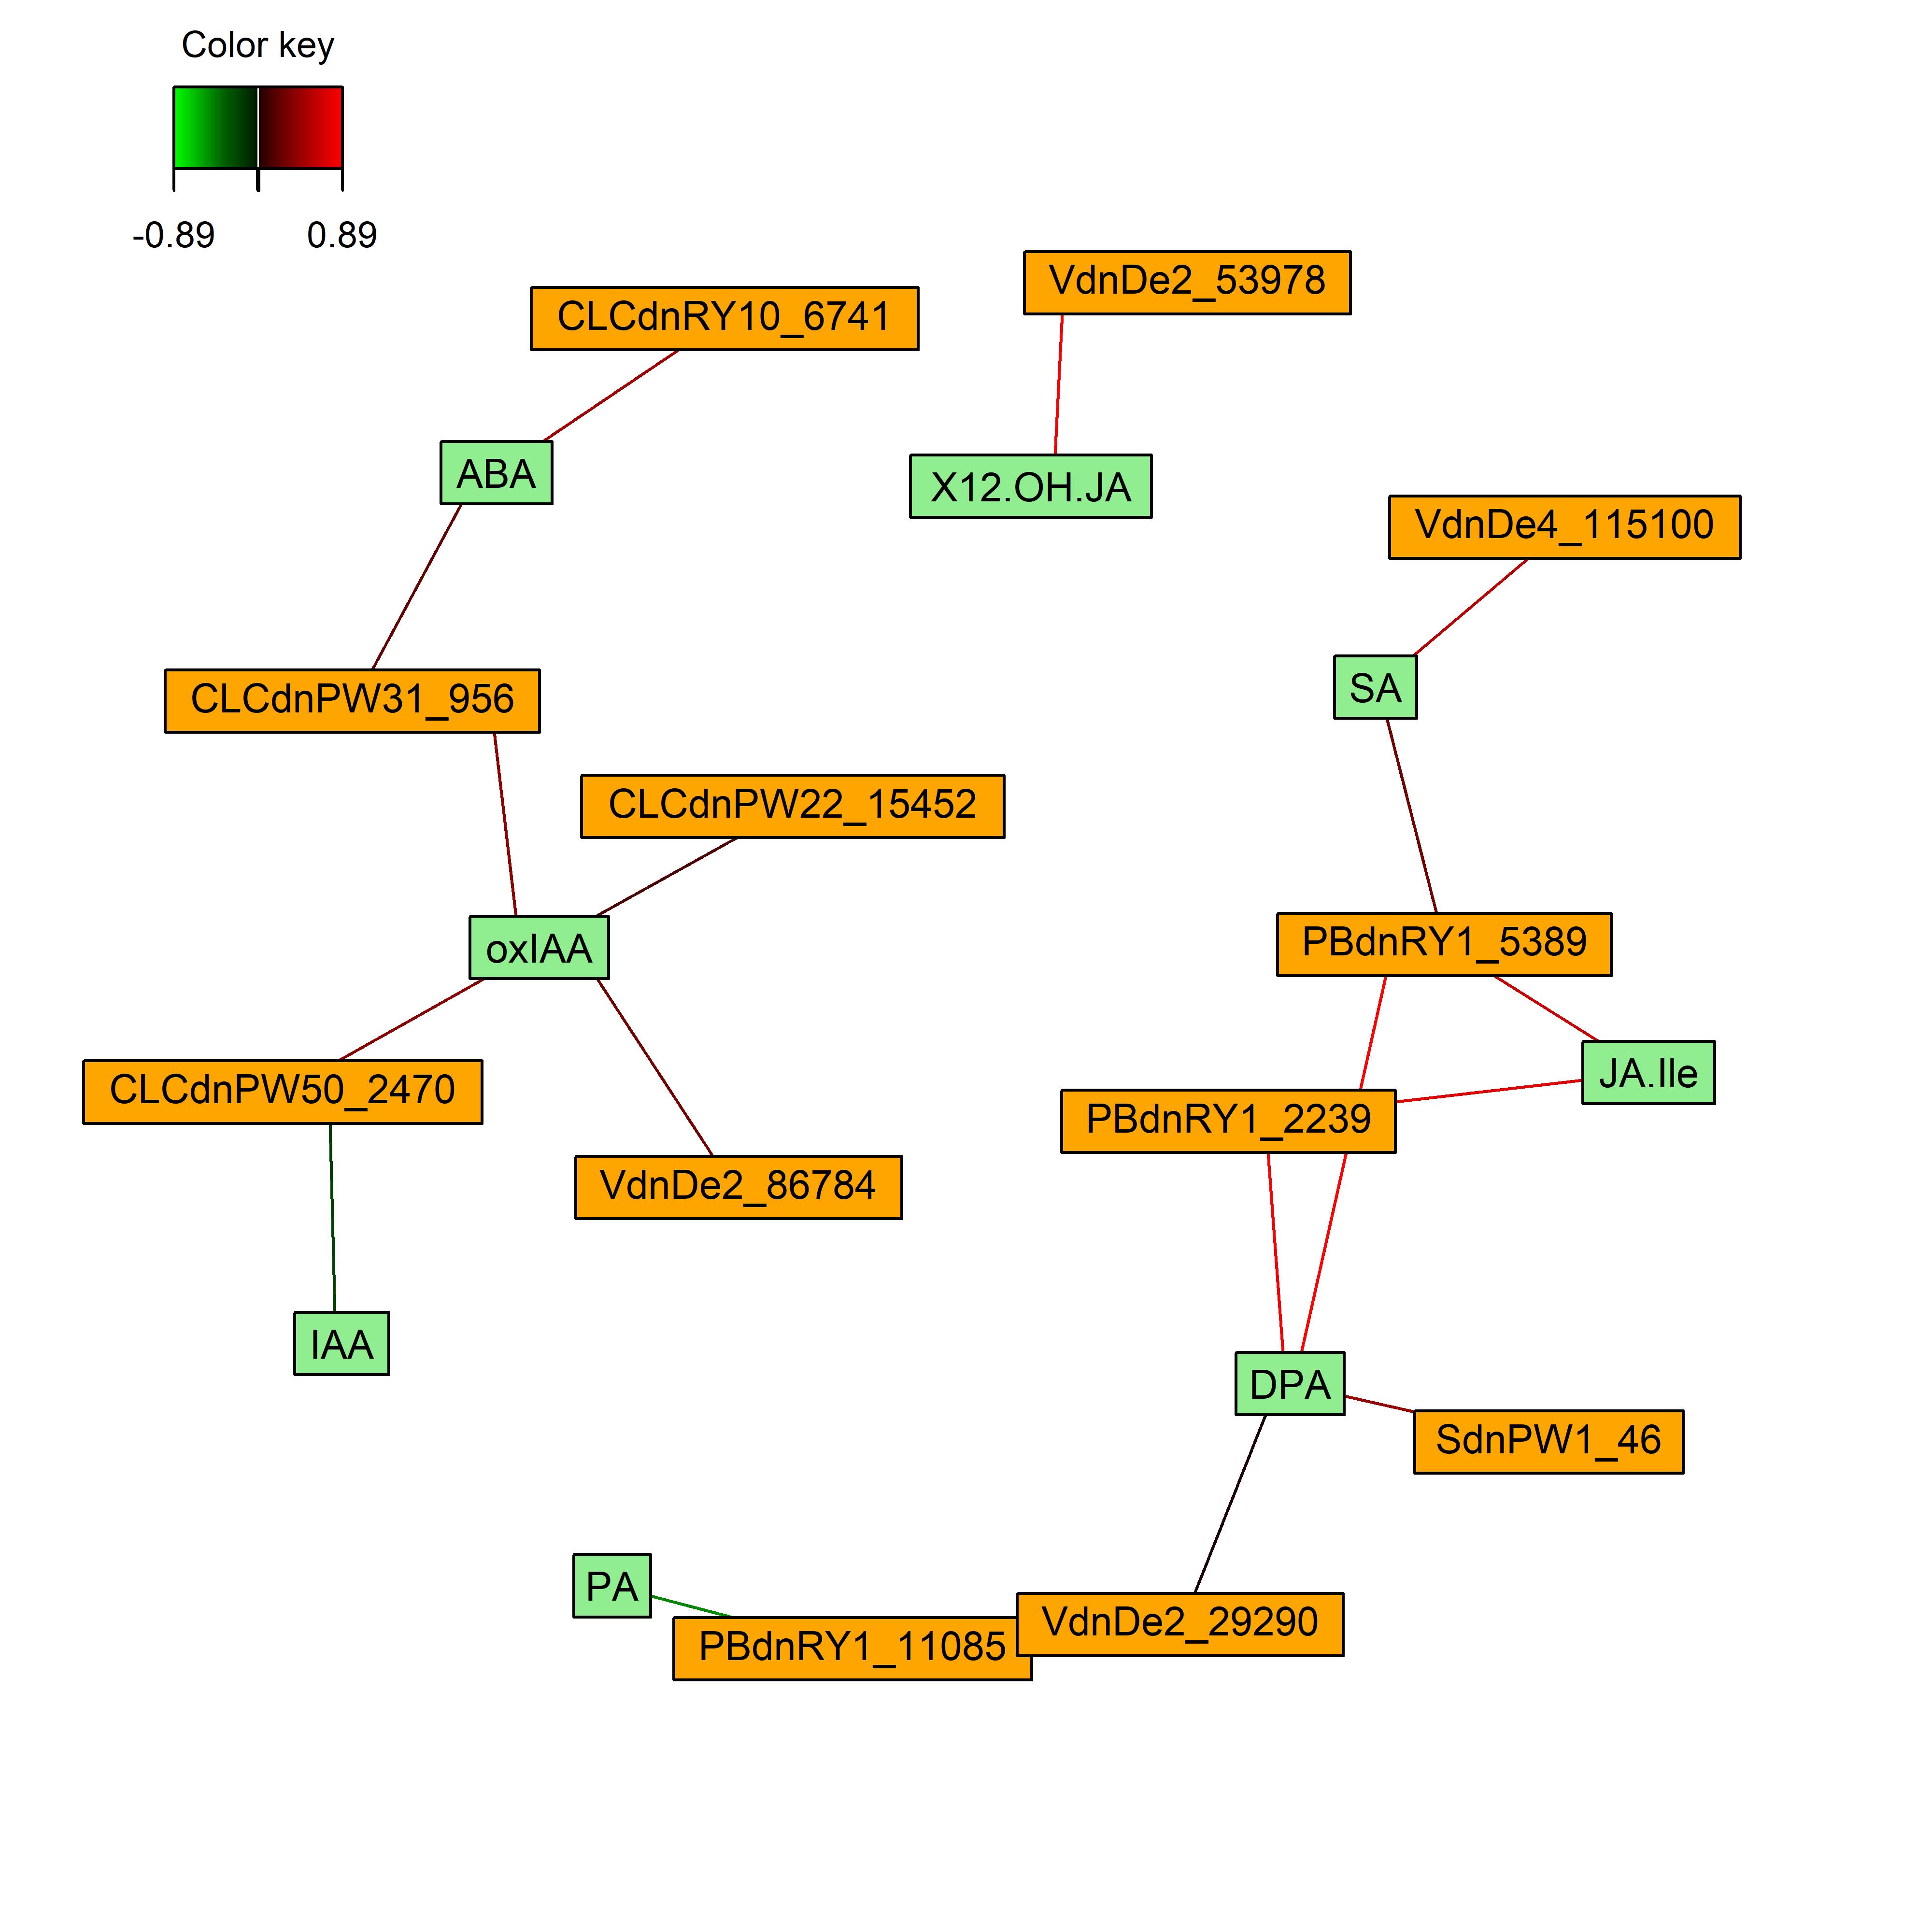 Color key
-0.89 0.89
VdnDe2_53978
CLCdnRY10_6741
ABA
X12.OH.JA
VdnDe4_115100
SA
CLCdnPW31_956
CLCdnPW22_15452
oxIAA
PBdnRY1_5389
JA.Ile
CLCdnPW50_2470
PBdnRY1_2239
VdnDe2_86784
IAA
DPA
SdnPW1_46
PA
VdnDe2_29290
PBdnRY1_11085